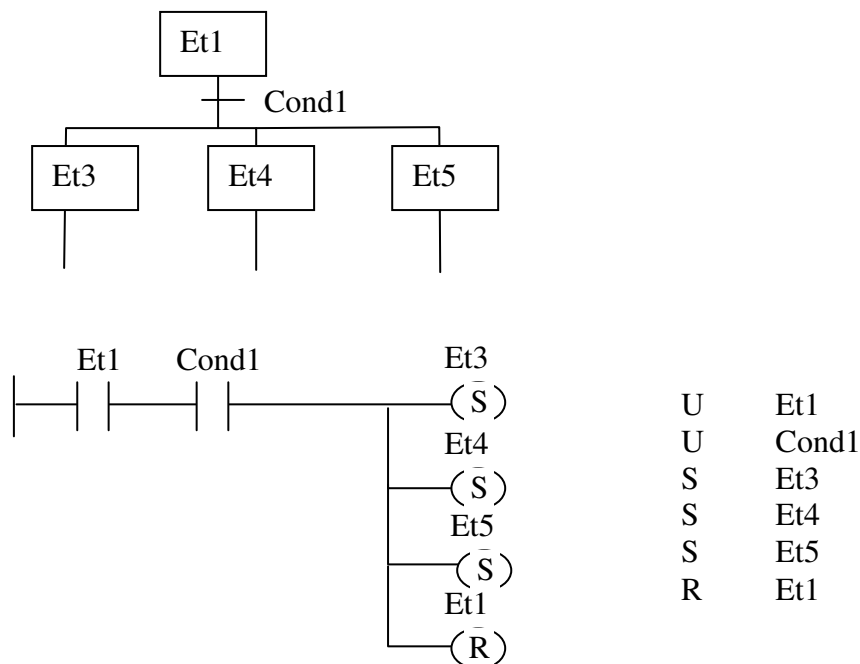 Et1
Cond1
Et3 Et4 Et5
Et1 Cond1 Et3
S
U Et1
Et4
U Cond1
S
S Et3
Et5
S Et4
S
S Et5
Et1
R Et1
R